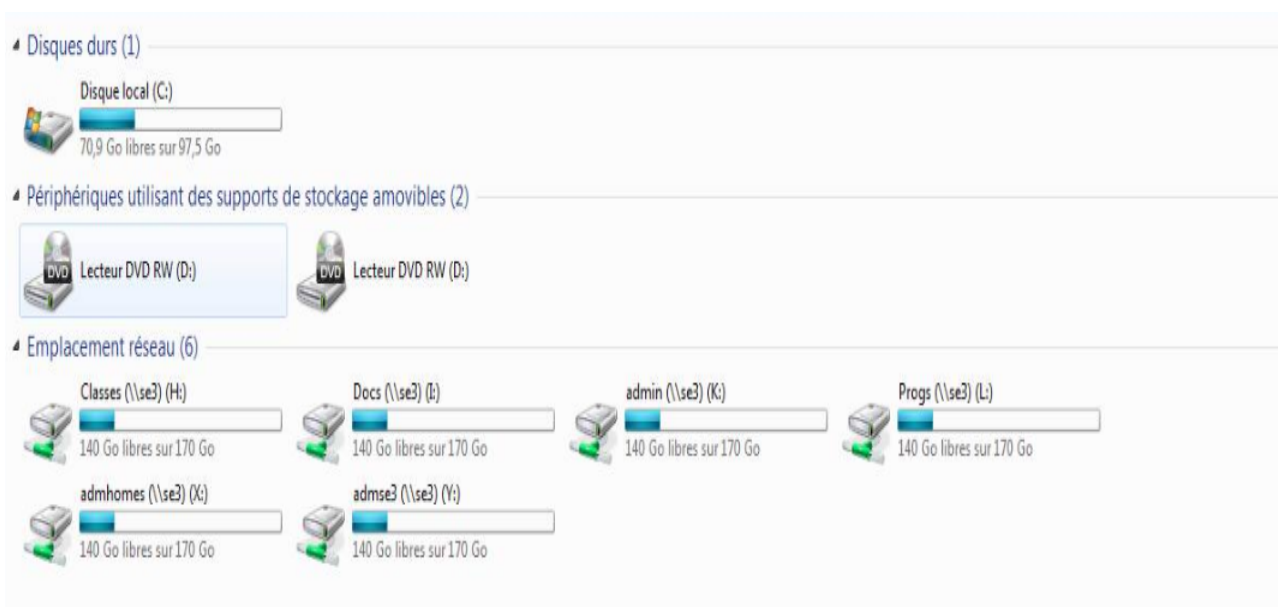 Disques durs (1)
Disque local (C:)
70,9 Go libres sur 97,5 Go
Périphériques utilisant des supports de stockage amovibles (2)
DVD Lecteur DVD RW (D:) DVD Lecteur DVD RW (D:)
Emplacement réseau (6)
Classes (\\se3) (H:) Docs (\\se3) (I:) admin (\\se3) (K:) Progs (\\se3) (L:)
140 Go libres sur 170 Go 140 Go libres sur 170 Go 140 Go libres sur 170 Go 140 Go libres sur 170 Go
admhomes (\\se3) (X:) admse3 (\\se3) (Y:)
140 Go libres sur 170 Go 140 Go libres sur 170 Go